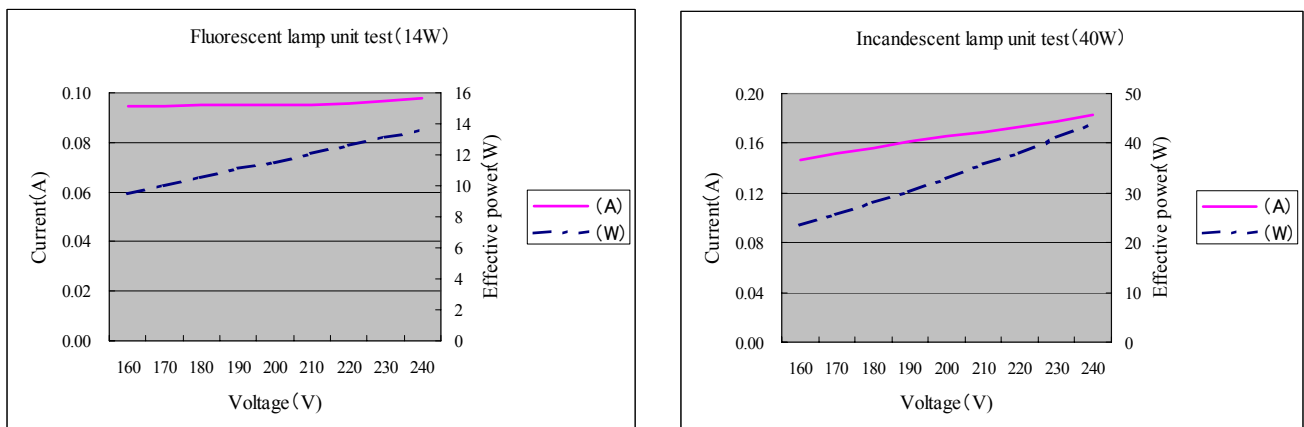 Fluorescent lamp unit test(14W)
0.10
0.08
0.06
0.04
0.02
0.00
Current(A)
16
14
12
10
8
6
4
2
0
Effective power(W)
160 170 180 190 200 210 220 230 240
Voltage(V)
(A)
(W)
Incandescent lamp unit test(40W)
0.20
0.16
0.12
0.08
0.04
0.00
Current(A)
50
40
30
20
10
0
Effective power(W)
160 170 180 190 200 210 220 230 240
Voltage(V)
(A)
(W)